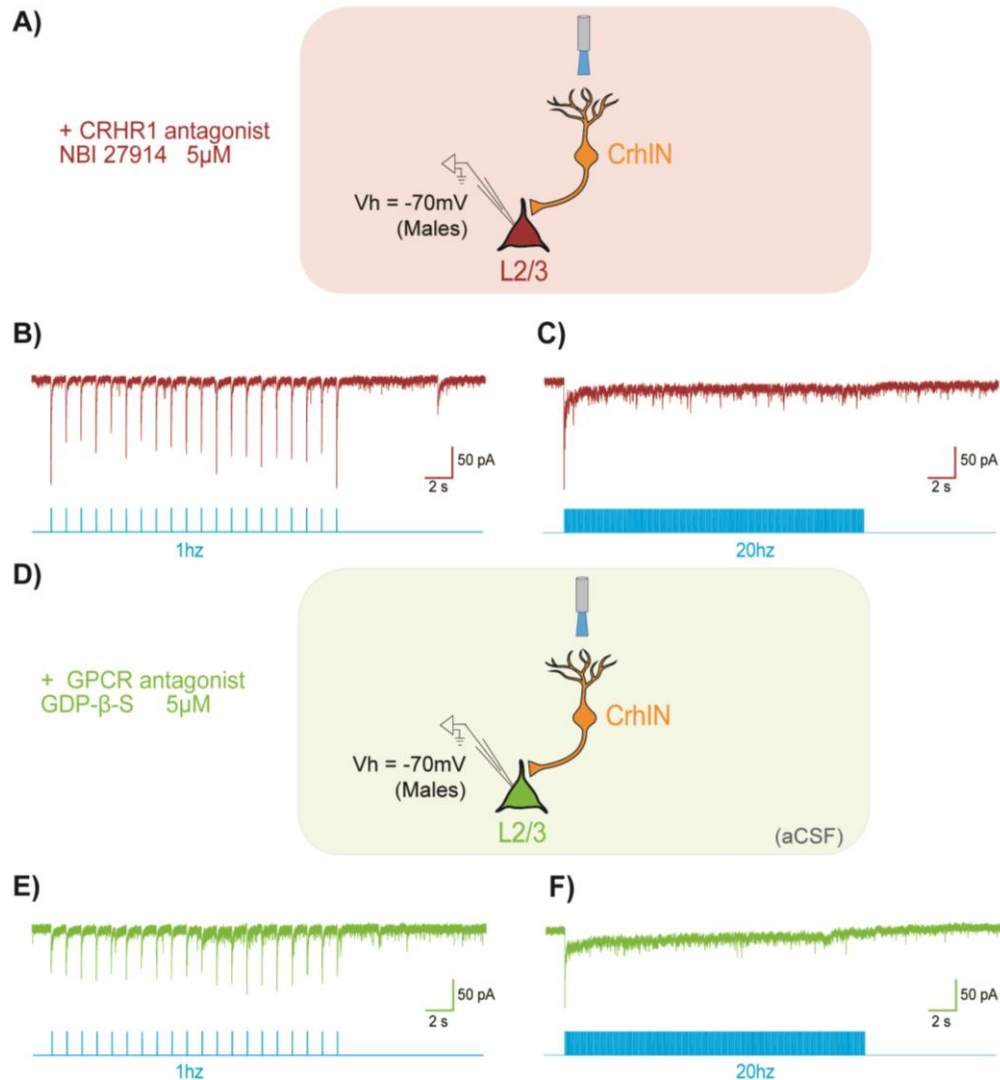 A)
+ CRHR1 antagonist
NBI 27914 5µM
CrhIN
Vh = -70mV
(Males)
L2/3
B)
C)
50 pA
2 s
50 pA
2 s
1hz
20hz
D)
+ GPCR antagonist
GDP-β-S 5µM
CrhIN
Vh = -70mV
(Males)
L2/3
(aCSF)
E)
F)
50 pA
2 s
50 pA
2 s
1hz
20hz